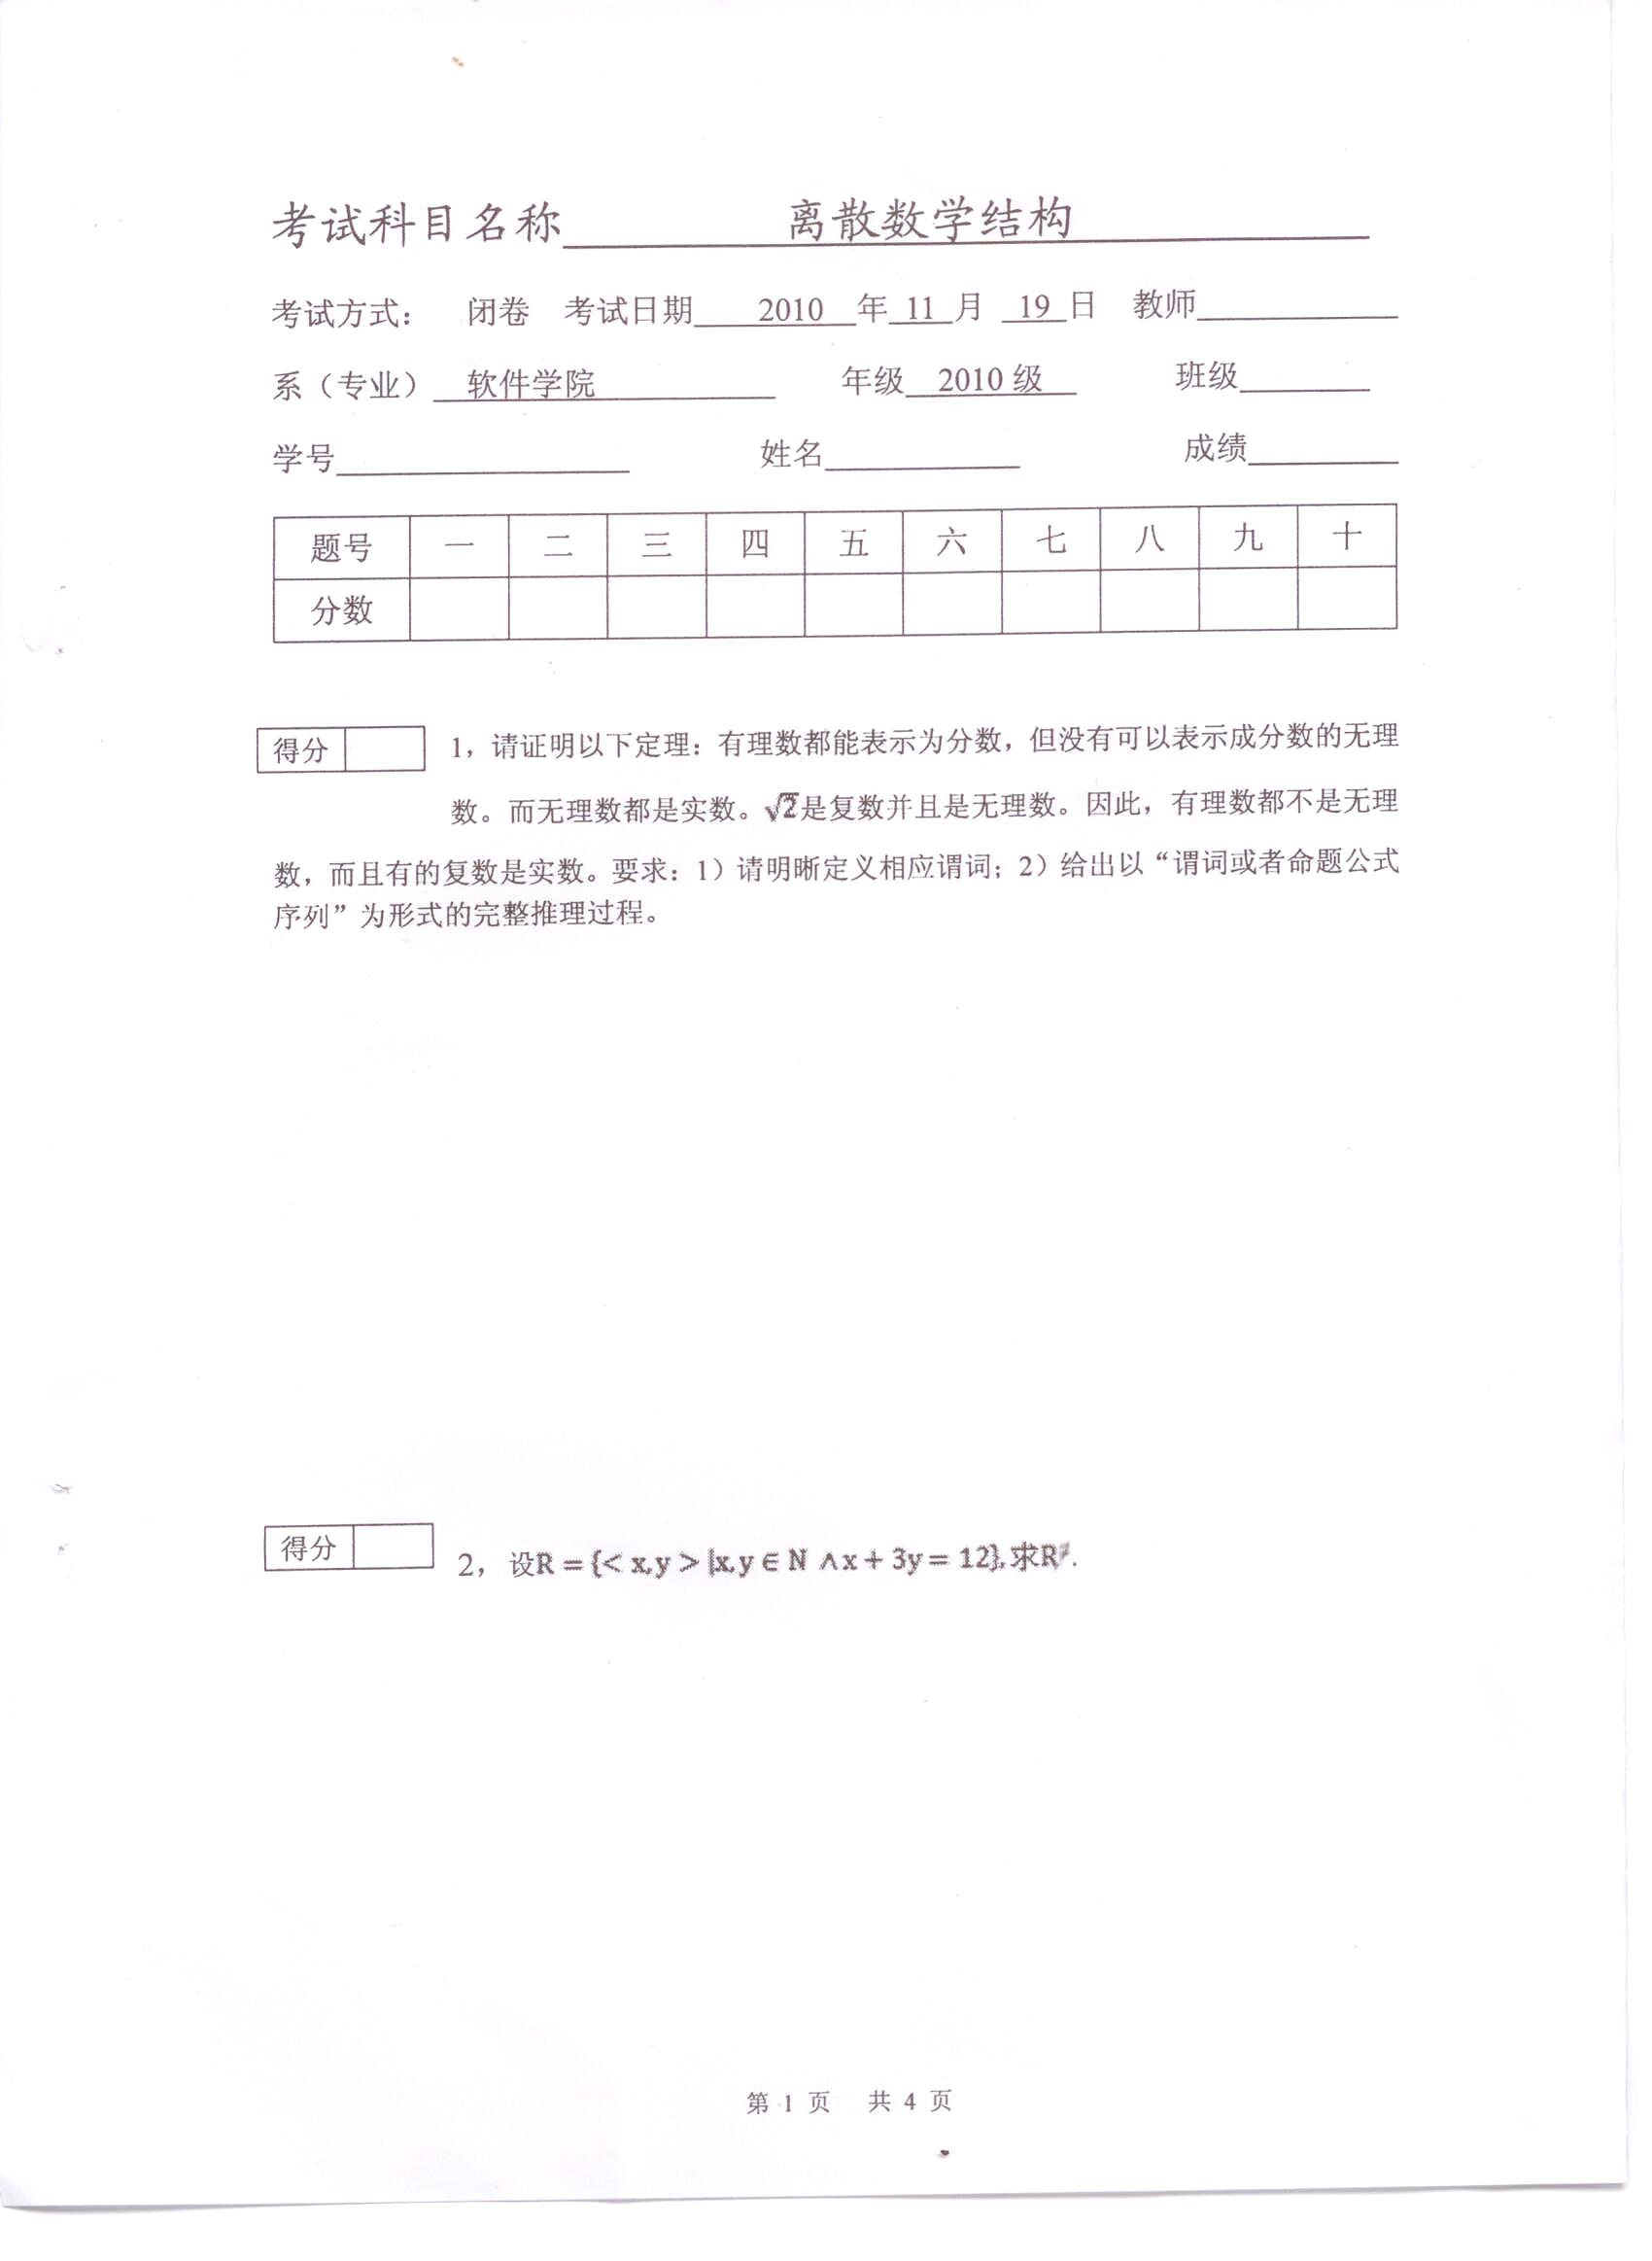 考试科目名称 离散数学结构
考试方式： 闭卷 考试日期 2010 年 11 月 19 日 教师
系（专业） 软件学院 年级 2010 级 班级
学号 姓名 成绩
题号 一 二 三 四 五 六 七 八 九 十
分数
得分 1，请证明以下定理：有理数都能表示为分数，但没有可以表示成分数的无理
数。而无理数都是实数。√2是复数并且是无理数。因此，有理数都不是无理
数，而且有的复数是实数。要求：1）请明晰定义相应谓词；2）给出以“谓词或者命题公式
序列”为形式的完整推理过程。
得分 2，设R = {< x,y > |x,y ∈ N ∧x + 3y = 12},求R
第 1 页 共 4 页